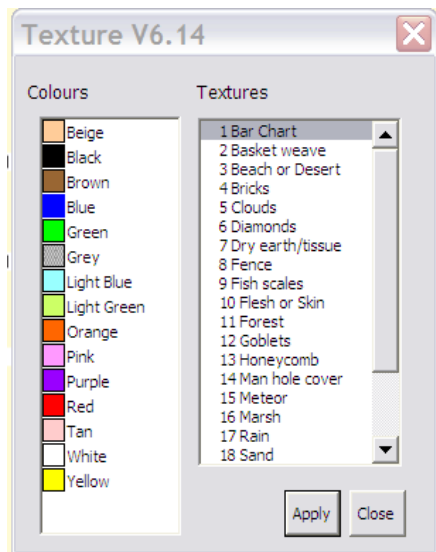 Texture V6.14
Colours
Beige
Black
Brown
Blue
Green
Grey
Light Blue
Light Green
Orange
Pink
Purple
Red
Tan
White
Yellow
Textures
1 Bar Chart
2 Basket weave
3 Beach or Desert
4 Bricks
5 Clouds
6 Diamonds
7 Dry earth/tissue
8 Fence
9 Fish scales
10 Flesh or Skin
11 Forest
12 Goblets
13 Honeycomb
14 Man hole cover
15 Meteor
16 Marsh
17 Rain
18 Sand
Apply
Close